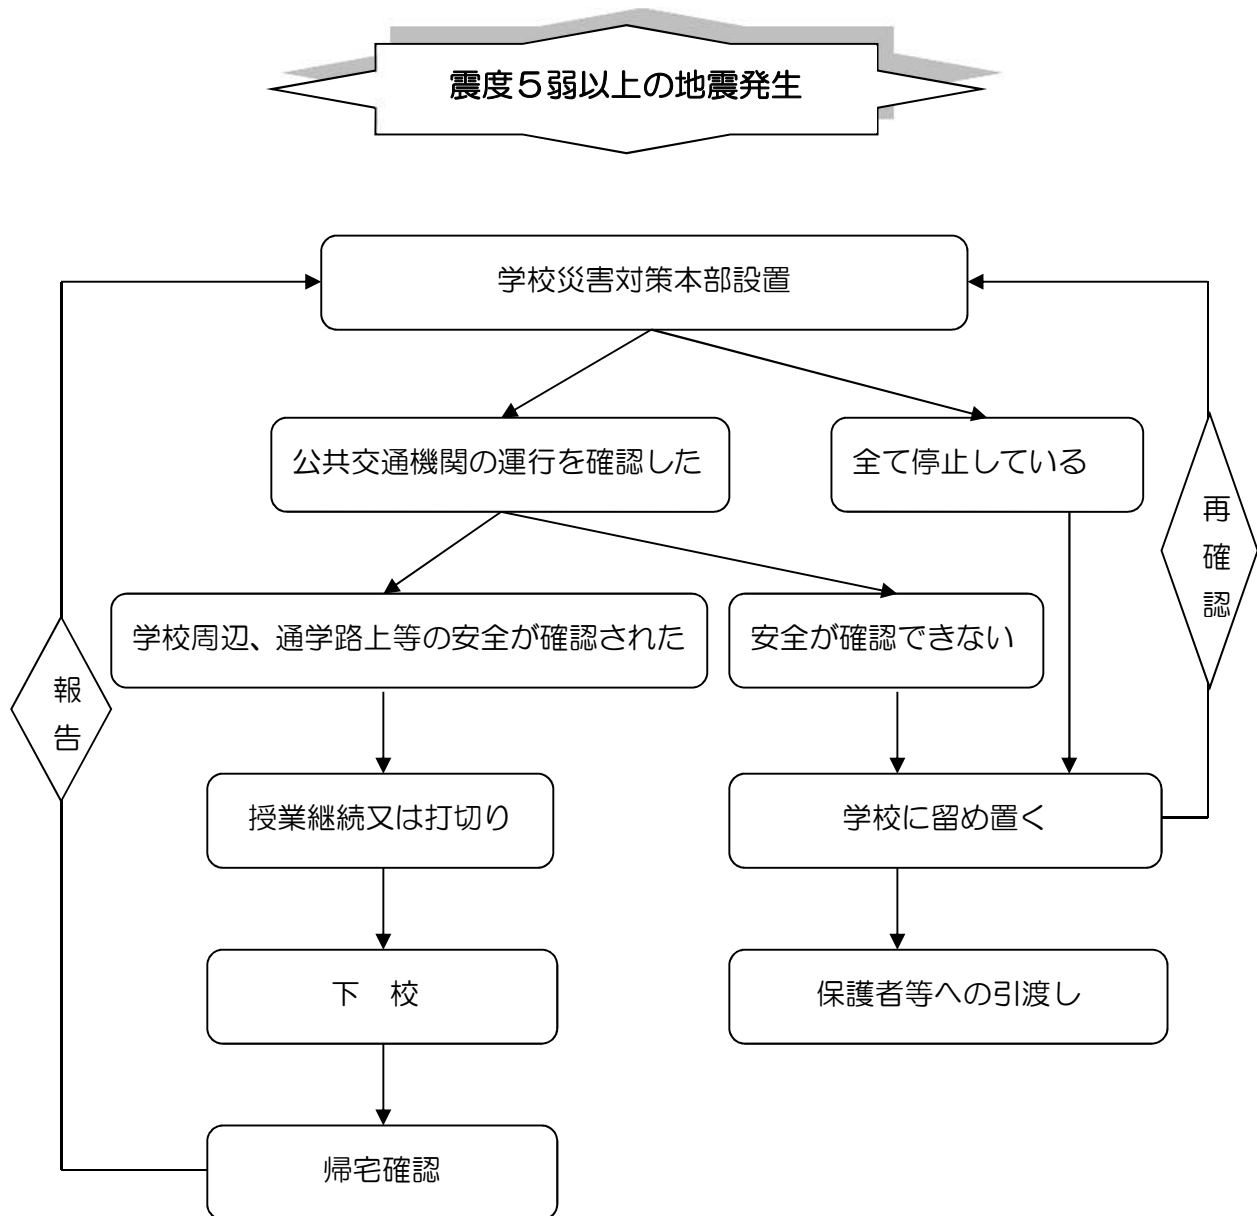 震度５弱以上の地震発生
学校災害対策本部設置
公共交通機関の運行を確認した
全て停止している
再
確
認
学校周辺、通学路上等の安全が確認された
安全が確認できない
報
告
授業継続又は打切り
学校に留め置く
下　校
保護者等への引渡し
帰宅確認